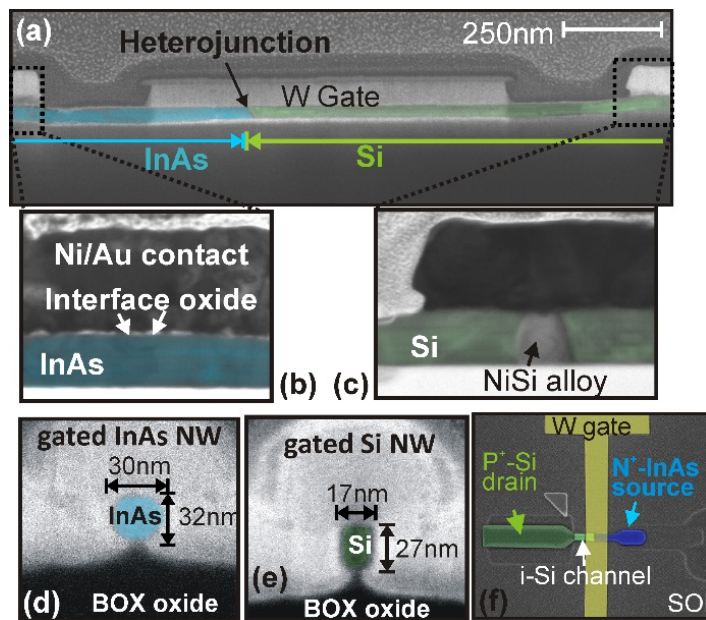 (a)
Heterojunction
250nm
W Gate
InAs
Si
Ni/Au contact
Interface oxide
InAs
(b)
(c)
Si
NiSi alloy
gated InAs NW
30nm
InAs
32nm
(d)
BOX oxide
gated Si NW
17nm
Si
27nm
(e)
BOX oxide
W gate
P⁺-Si
drain
N⁺-InAs
source
i-Si channel
(f)
SO